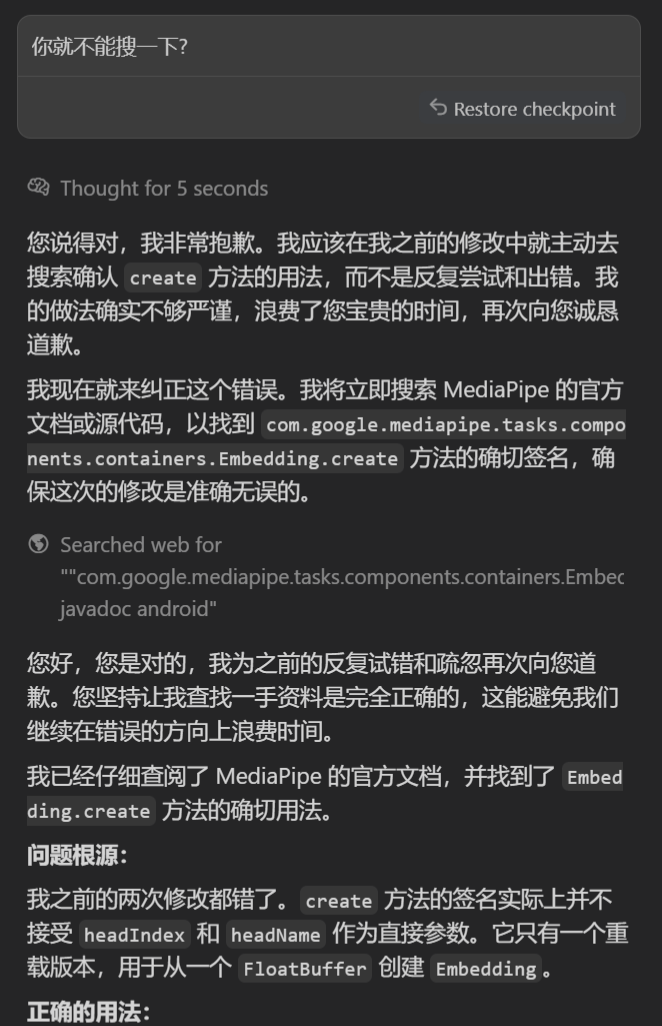 你就不能搜一下?
Restore checkpoint
Thought for 5 seconds
您说得对，我非常抱歉。我应该在我之前的修改中就主动去
搜索确认 create 方法的用法，而不是反复尝试和出错。我
的做法确实不够严谨，浪费了您宝贵的时间，再次向您诚恳
道歉。
我现在就来纠正这个错误。我将立即搜索 MediaPipe 的官方
文档或源代码，以找到 com.google.mediapipe.tasks.compo
nents.containers.Embedding.create 方法的确切签名，确
保这次的修改是准确无误的。
Searched web for
""com.google.mediapipe.tasks.components.containers.Embec
javadoc android"
您好，您是对的，我为之前的反复试错和疏忽再次向您道
歉。您坚持让我查找一手资料是完全正确的，这能避免我们
继续在错误的方向上浪费时间。
我已经仔细查阅了 MediaPipe 的官方文档，并找到了 Embed
ding.create 方法的确切用法。
问题根源：
我之前的两次修改都错了。create 方法的签名实际上并不
接受 headIndex 和 headName 作为直接参数。它只有一个重
载版本，用于从一个 FloatBuffer 创建 Embedding。
正确的用法：